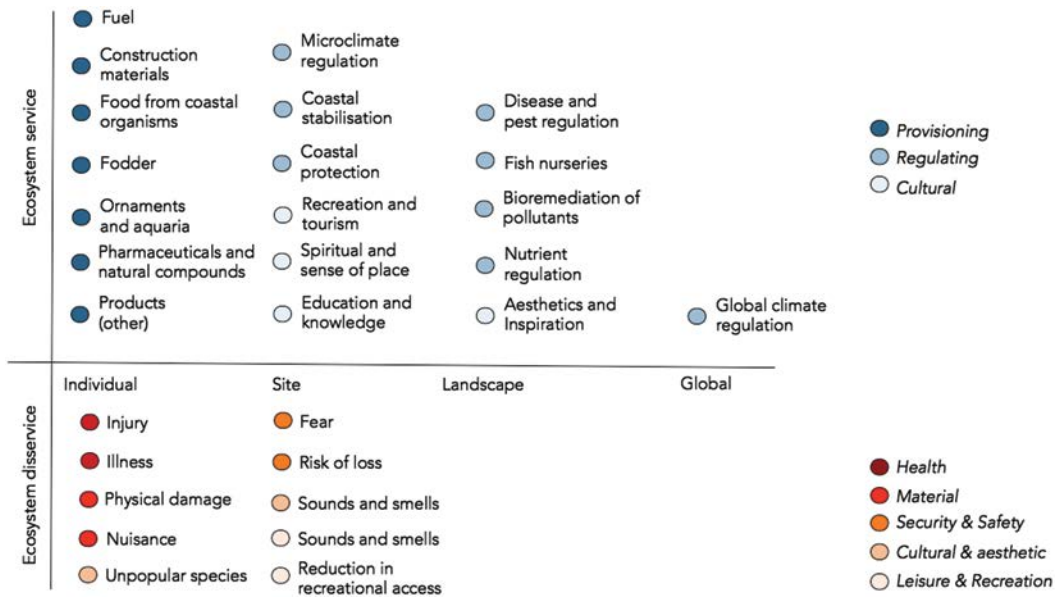 Ecosystem service
Fuel
Construction
materials
Food from coastal
organisms
Fodder
Ornaments
and aquaria
Pharmaceuticals and
natural compounds
Products
(other)
Microclimate
regulation
Coastal
stabilisation
Coastal
protection
Recreation and
tourism
Spiritual and
sense of place
Education and
knowledge
Disease and
pest regulation
Fish nurseries
Bioremediation of
pollutants
Nutrient
regulation
Aesthetics and
Inspiration
Global climate
regulation
Provisioning
Regulating
Cultural
Individual
Site
Landscape
Global
Ecosystem disservice
Injury
Illness
Physical damage
Nuisance
Unpopular species
Fear
Risk of loss
Sounds and smells
Sounds and smells
Reduction in
recreational access
Health
Material
Security & Safety
Cultural & aesthetic
Leisure & Recreation